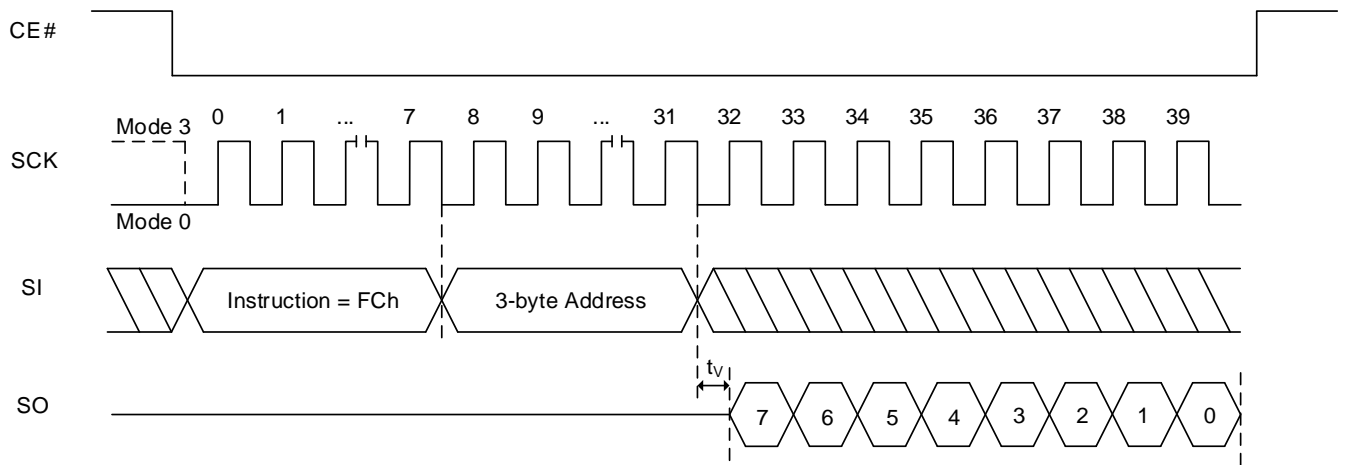 CE#
Mode 3 0 1 ... 7 8 9 ... 31 32 33 34 35 36 37 38 39
SCK
Mode 0
SI
Instruction = FCh 3-byte Address
tV
SO
7 6 5 4 3 2 1 0